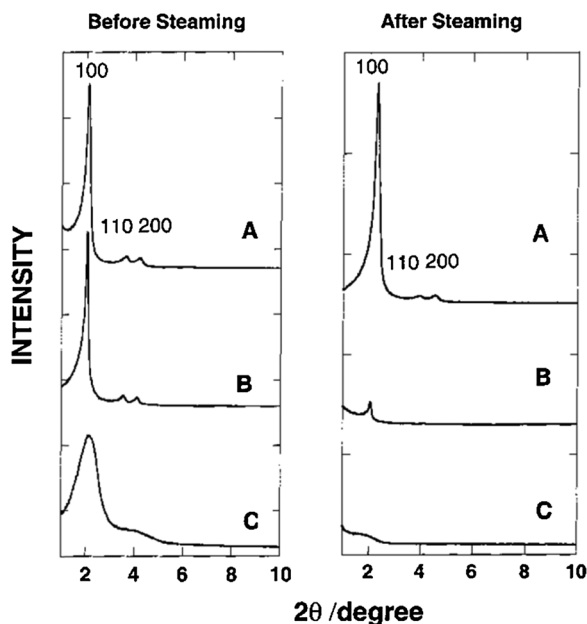 Before Steaming
After Steaming
100
110 200
A
B
C
100
110 200
A
B
C
INTENSITY
2 4 6 8 10
2 4 6 8 10
2θ /degree